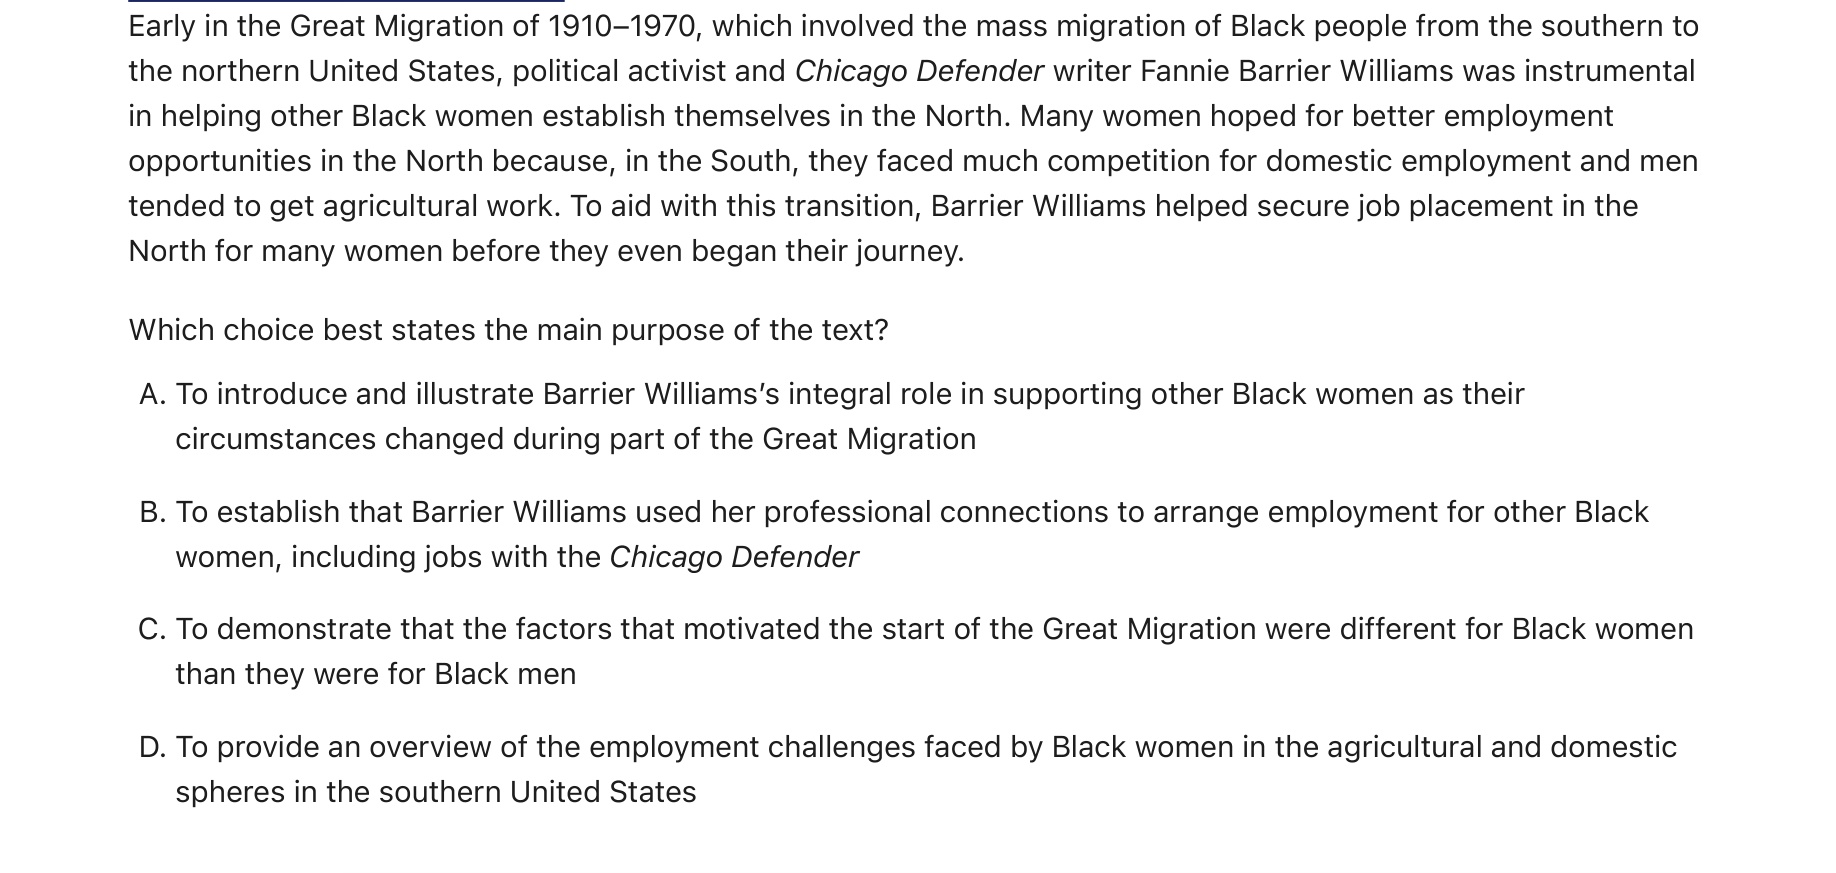 Early in the Great Migration of 1910–1970, which involved the mass migration of Black people from the southern to
the northern United States, political activist and Chicago Defender writer Fannie Barrier Williams was instrumental
in helping other Black women establish themselves in the North. Many women hoped for better employment
opportunities in the North because, in the South, they faced much competition for domestic employment and men
tended to get agricultural work. To aid with this transition, Barrier Williams helped secure job placement in the
North for many women before they even began their journey.
Which choice best states the main purpose of the text?
A. To introduce and illustrate Barrier Williams’s integral role in supporting other Black women as their
circumstances changed during part of the Great Migration
B. To establish that Barrier Williams used her professional connections to arrange employment for other Black
women, including jobs with the Chicago Defender
C. To demonstrate that the factors that motivated the start of the Great Migration were different for Black women
than they were for Black men
D. To provide an overview of the employment challenges faced by Black women in the agricultural and domestic
spheres in the southern United States